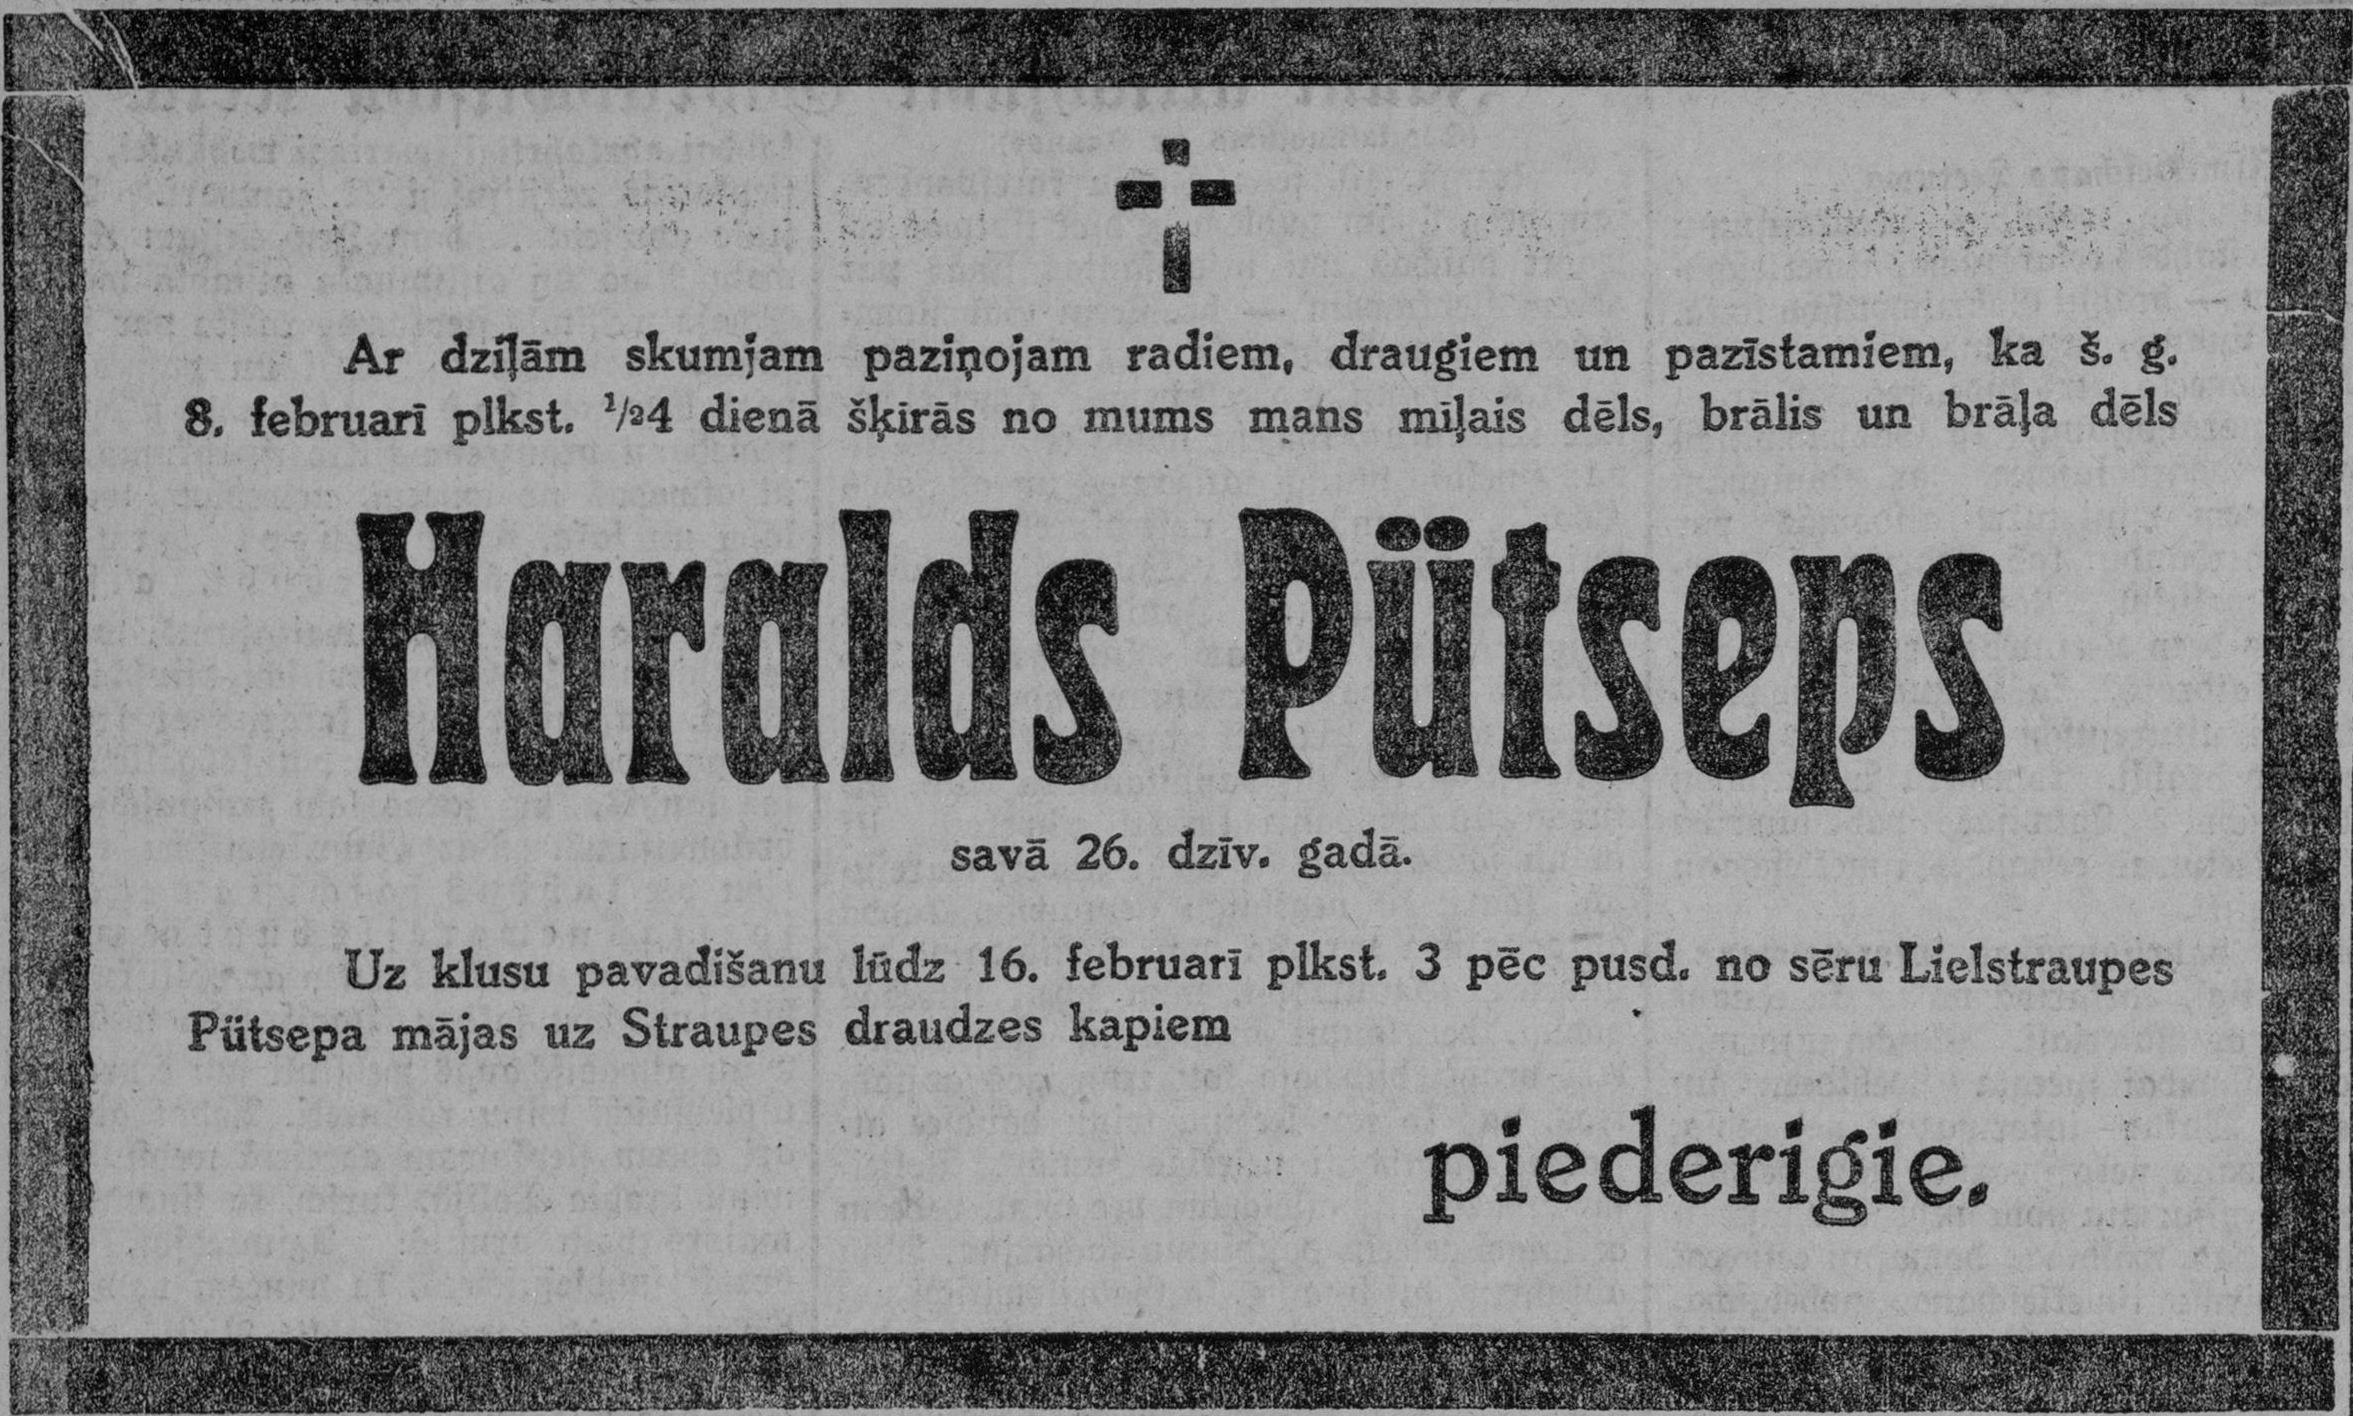 Ar dziļām skumjam paziņojam radiem, draugiem un pazīstamiem, ka š. g.
8. februarī plkst. ½4 dienā šķirās no mums mans mīļais dēls, brālis un brāļa dēls
Haralds Pütseps
savā 26. dzīv. gadā.
Uz klusu pavadišanu lūdz 16. februarī plkst. 3 pēc pusd. no sēru Lielstraupes
Pütsepa mājas uz Straupes draudzes kapiem
piederigie.